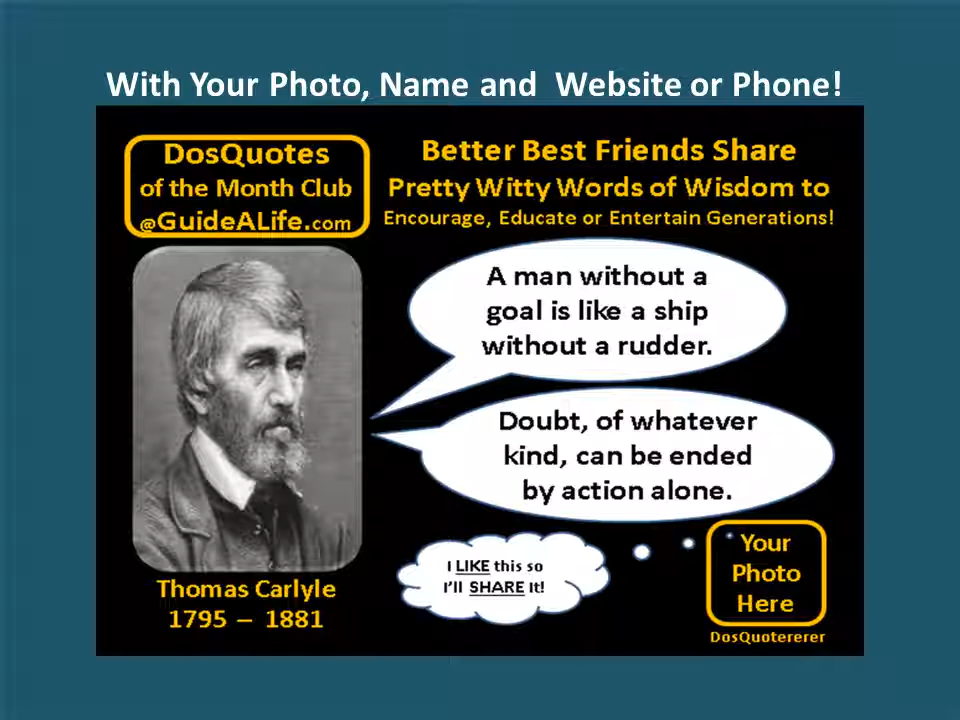 With Your Photo, Name and  Website or Phone!
DosQuotes
of the Month Club
@GuideALife.com
Better Best Friends Share
Pretty Witty Words of Wisdom to
Encourage, Educate or Entertain Generations!
A man without a
goal is like a ship
without a rudder.
Doubt, of whatever
kind, can be ended
by action alone.
Thomas Carlyle
1795 – 1881
I LIKE this so
I'll SHARE it!
Your
Photo
Here
DosQuotererer